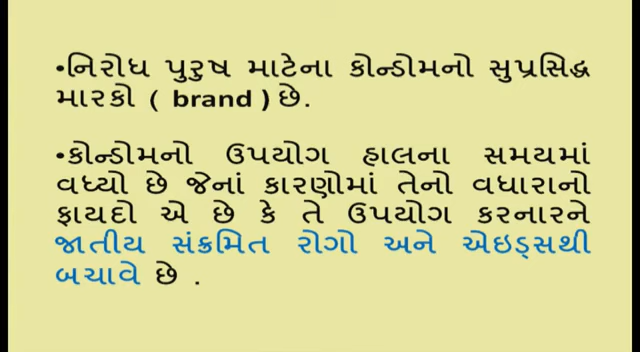 •નિરોધ પુરુષ માટેના કોન્ડોમનો સુપ્રસિદ્ધ
મારકો ( brand ) છે.
•કોન્ડોમનો ઉપયોગ હાલના સમયમાં
વધ્યો છે જેનાં કારણોમાં તેનો વધારાનો
ફાયદો એ છે કે તે ઉપયોગ કરનારને
જાતીય સંક્રમિત રોગો અને એઇડ્સથી
બચાવે છે .